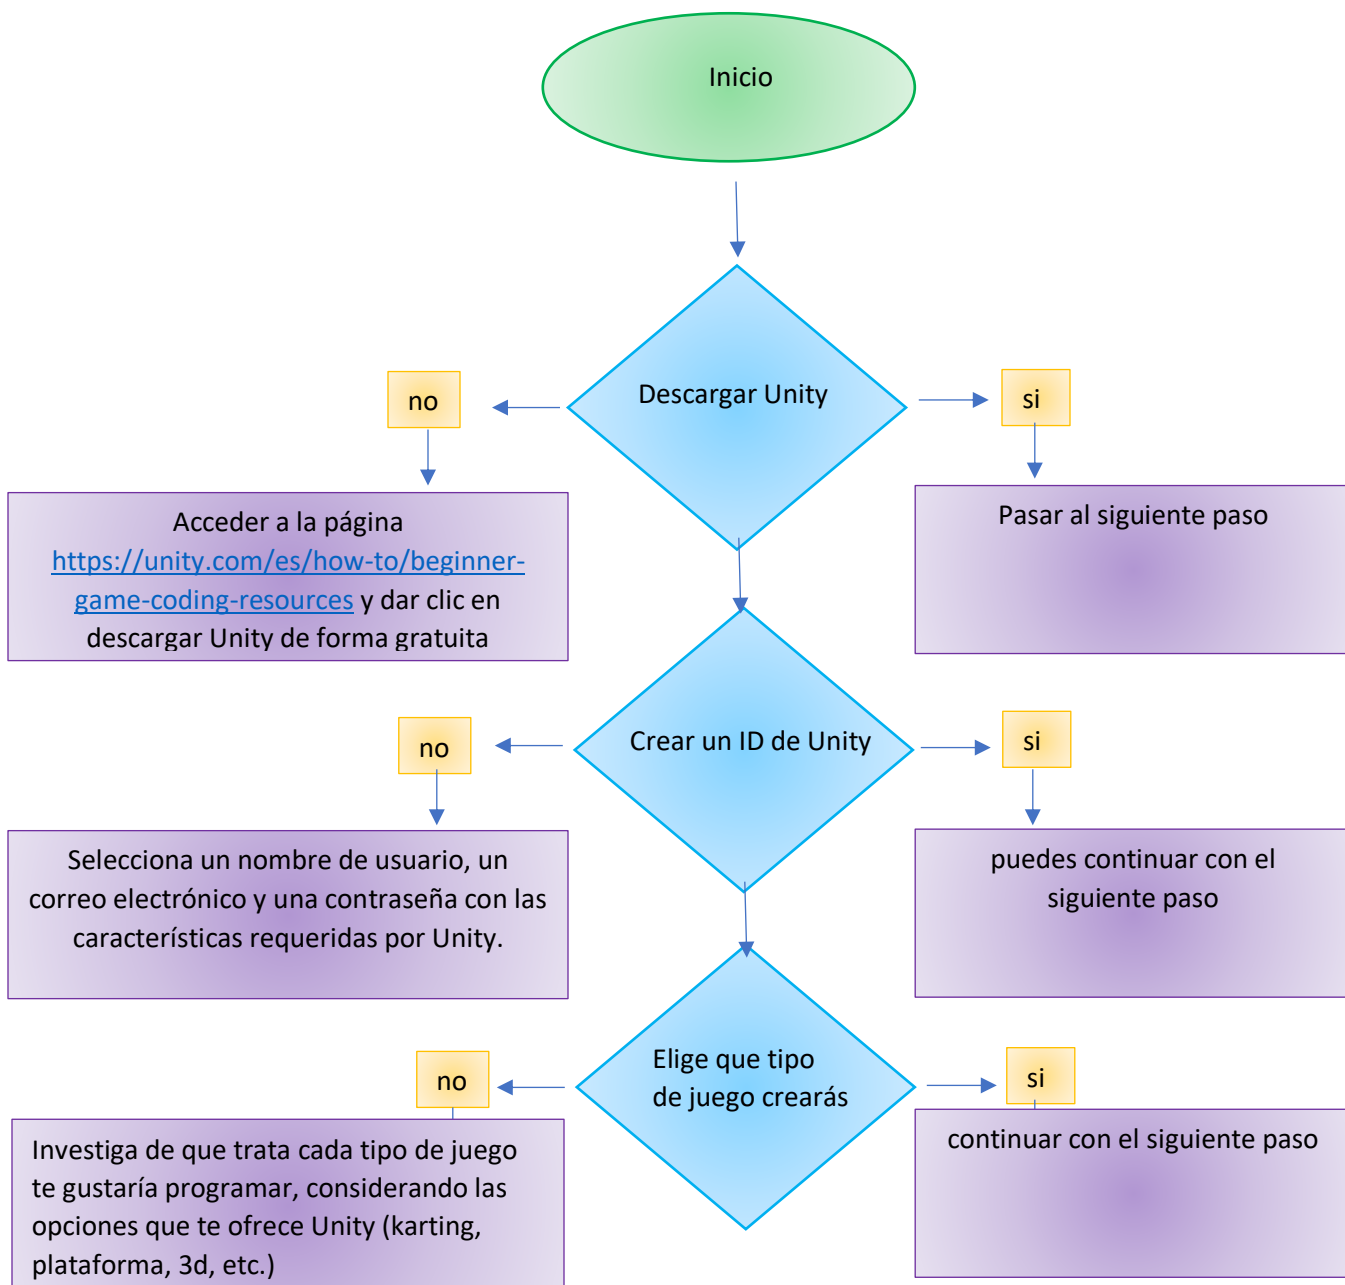 Inicio
Descargar Unity
no
si
Acceder a la página
https://unity.com/es/how-to/beginner-
game-coding-resources y dar clic en
descargar Unity de forma gratuita
Pasar al siguiente paso
Crear un ID de Unity
no
si
Selecciona un nombre de usuario, un
correo electrónico y una contraseña con las
características requeridas por Unity.
puedes continuar con el
siguiente paso
Elige que tipo
de juego crearás
no
si
Investiga de que trata cada tipo de juego
te gustaría programar, considerando las
opciones que te ofrece Unity (karting,
plataforma, 3d, etc.)
continuar con el siguiente paso